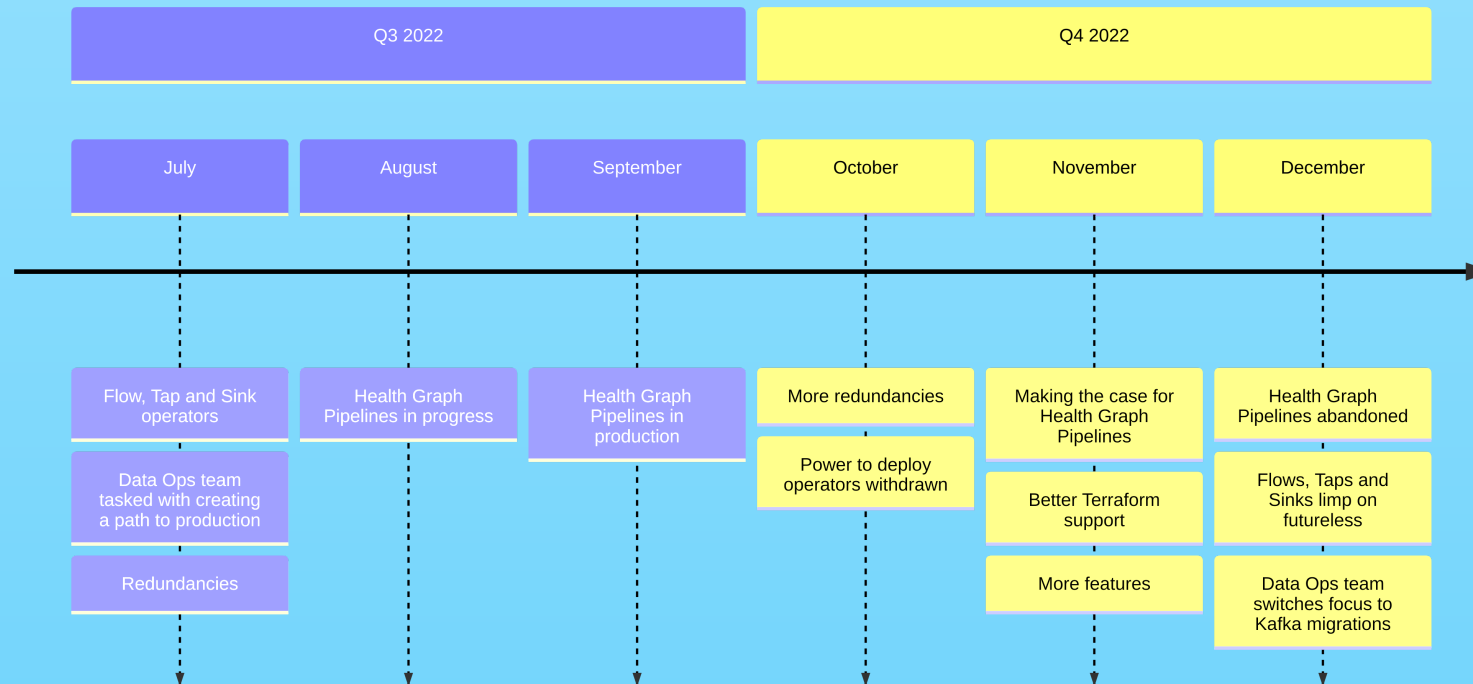 Q3 2022
Q4 2022
July
August
September
October
November
December
Flow, Tap and Sink
operators
Data Ops team
tasked with creating
a path to production
Redundancies
Health Graph
Pipelines in progress
Health Graph
Pipelines in
production
More redundancies
Power to deploy
operators withdrawn
Making the case for
Health Graph
Pipelines
Better Terraform
support
More features
Health Graph
Pipelines abandoned
Flows, Taps and
Sinks limp on
futureless
Data Ops team
switches focus to
Kafka migrations